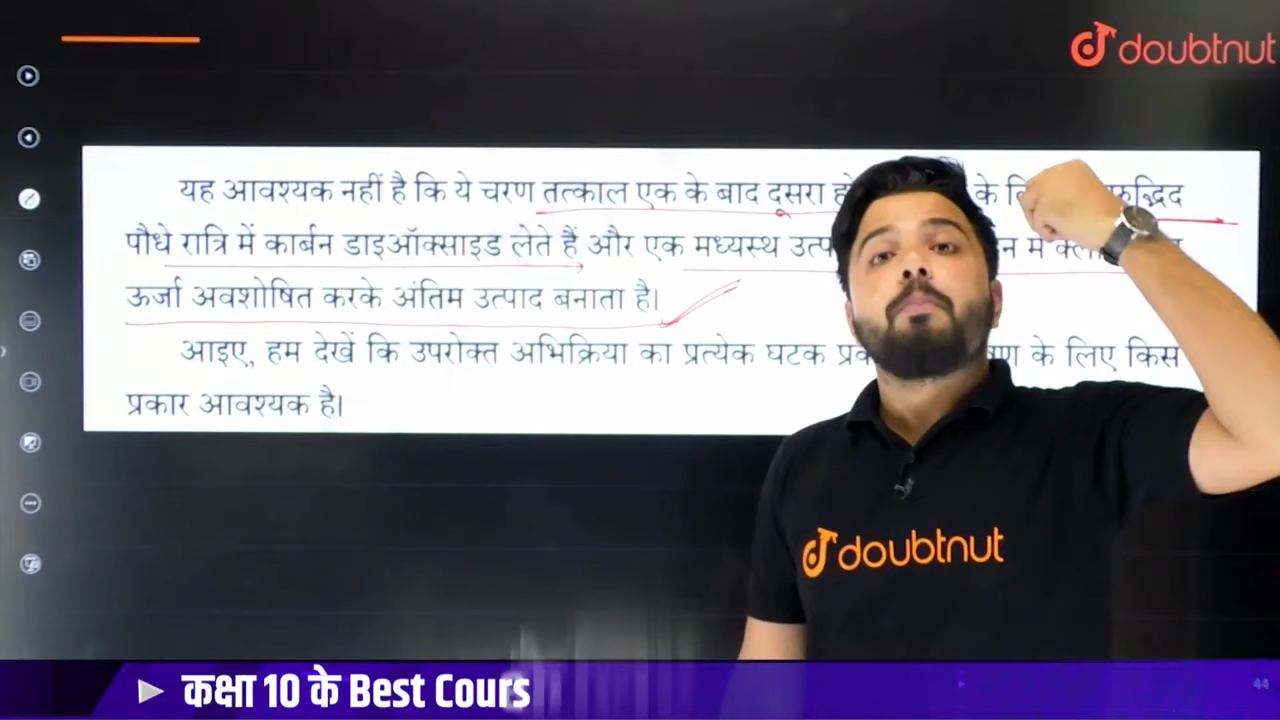 doubtnut
यह आवश्यक नहीं है कि ये चरण तत्काल एक के बाद दूसरा के
पौधे रात्रि में कार्बन डाइऑक्साइड लेते हैं और एक मध्यस्थ
ऊर्जा अवशोषित करके अंतिम उत्पाद बनाता है।
आइए, हम देखें कि उपरोक्त अभिक्रिया का प्रत्येक घटक के लिए किस
प्रकार आवश्यक है।
doubtnut
कक्षा 10 के Best Cours
44